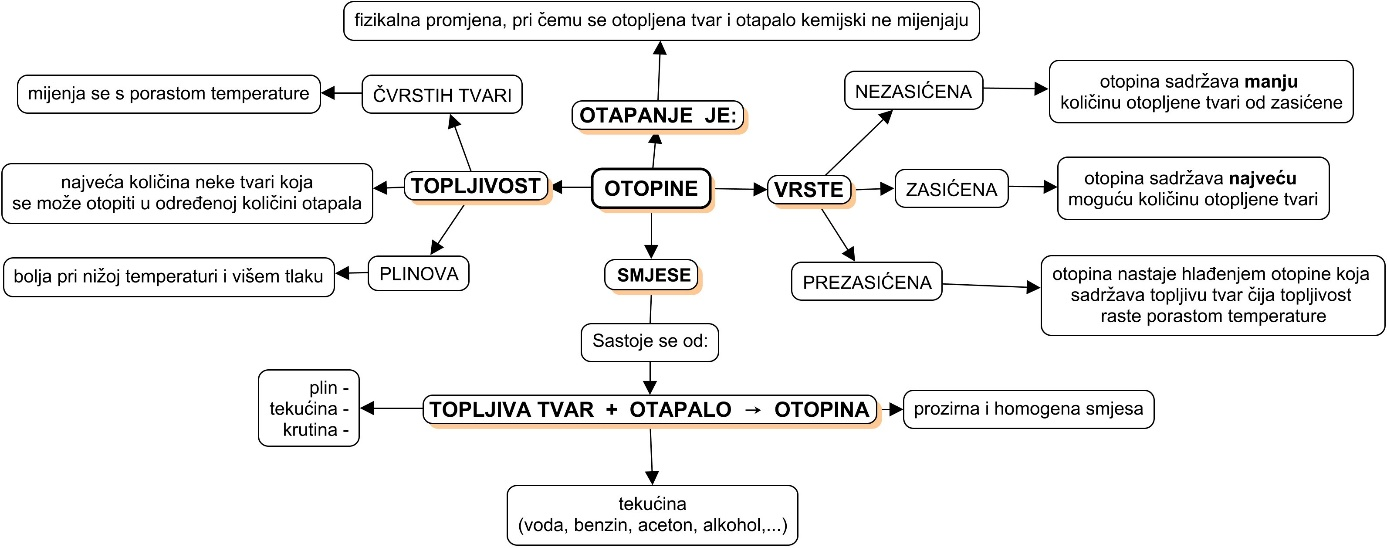 fizikalna promjena, pri čemu se otopljena tvar i otapalo kemijski ne mijenjaju
mijenja se s porastom temperature
ČVRSTIH TVARI
OTAPANJE JE:
NEZASIĆENA
otopina sadržava manju
količinu otopljene tvari od zasićene
najveća količina neke tvari koja
se može otopiti u određenoj količini otapala
TOPLJIVOST
OTOPINE
VRSTE
ZASIĆENA
otopina sadržava najveću
moguću količinu otopljene tvari
bolja pri nižoj temperaturi i višem tlaku
PLINOVA
SMJESE
PREZASIĆENA
otopina nastaje hlađenjem otopine koja
sadržava topljivu tvar čija topljivost
raste porastom temperature
Sastoje se od:
plin -
tekućina -
krutina -
TOPLJIVA TVAR + OTAPALO → OTOPINA
prozirna i homogena smjesa
tekućina
(voda, benzin, aceton, alkohol,...)